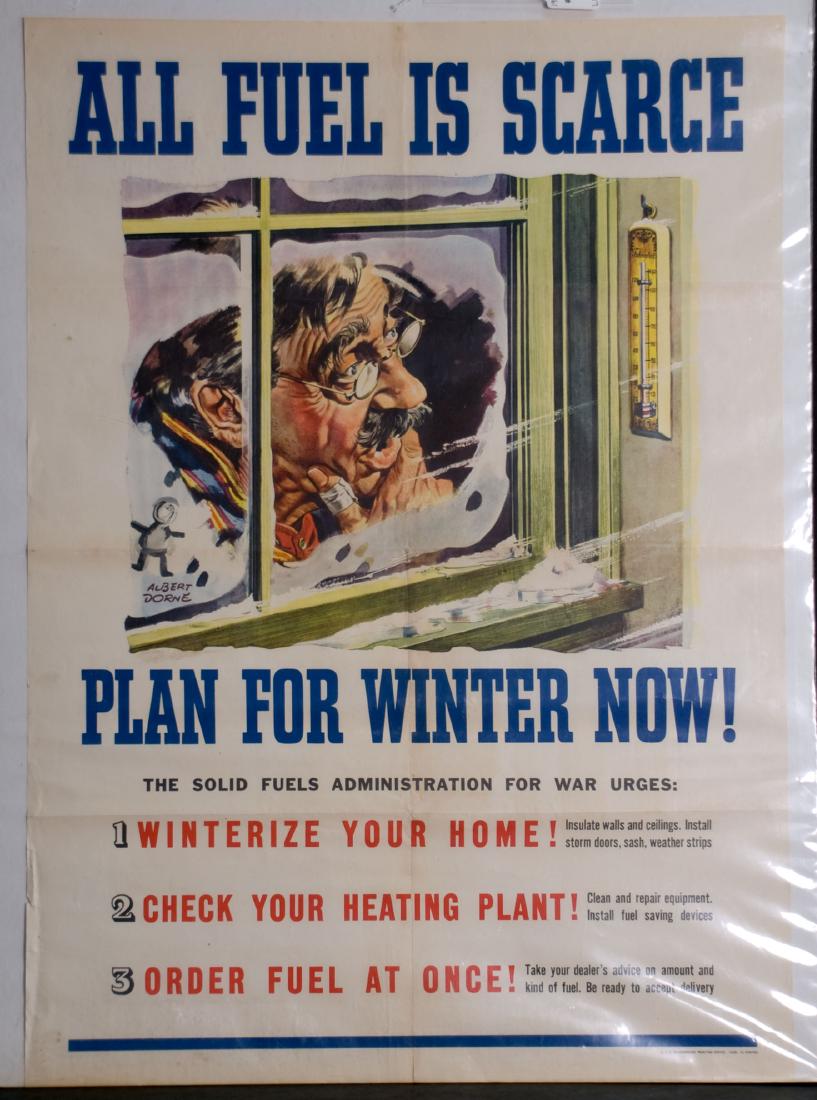 ALL FUEL IS SCARCE
ALBERT
DORNE
PLAN FOR WINTER NOW!
THE SOLID FUELS ADMINISTRATION FOR WAR URGES:
1 WINTERIZE YOUR HOME! Insulate walls and ceilings. Install
storm doors, sash, weather strips
2 CHECK YOUR HEATING PLANT! Clean and repair equipment.
Install fuel saving devices
3 ORDER FUEL AT ONCE! Take your dealer's advice on amount and
kind of fuel. Be ready to accept delivery